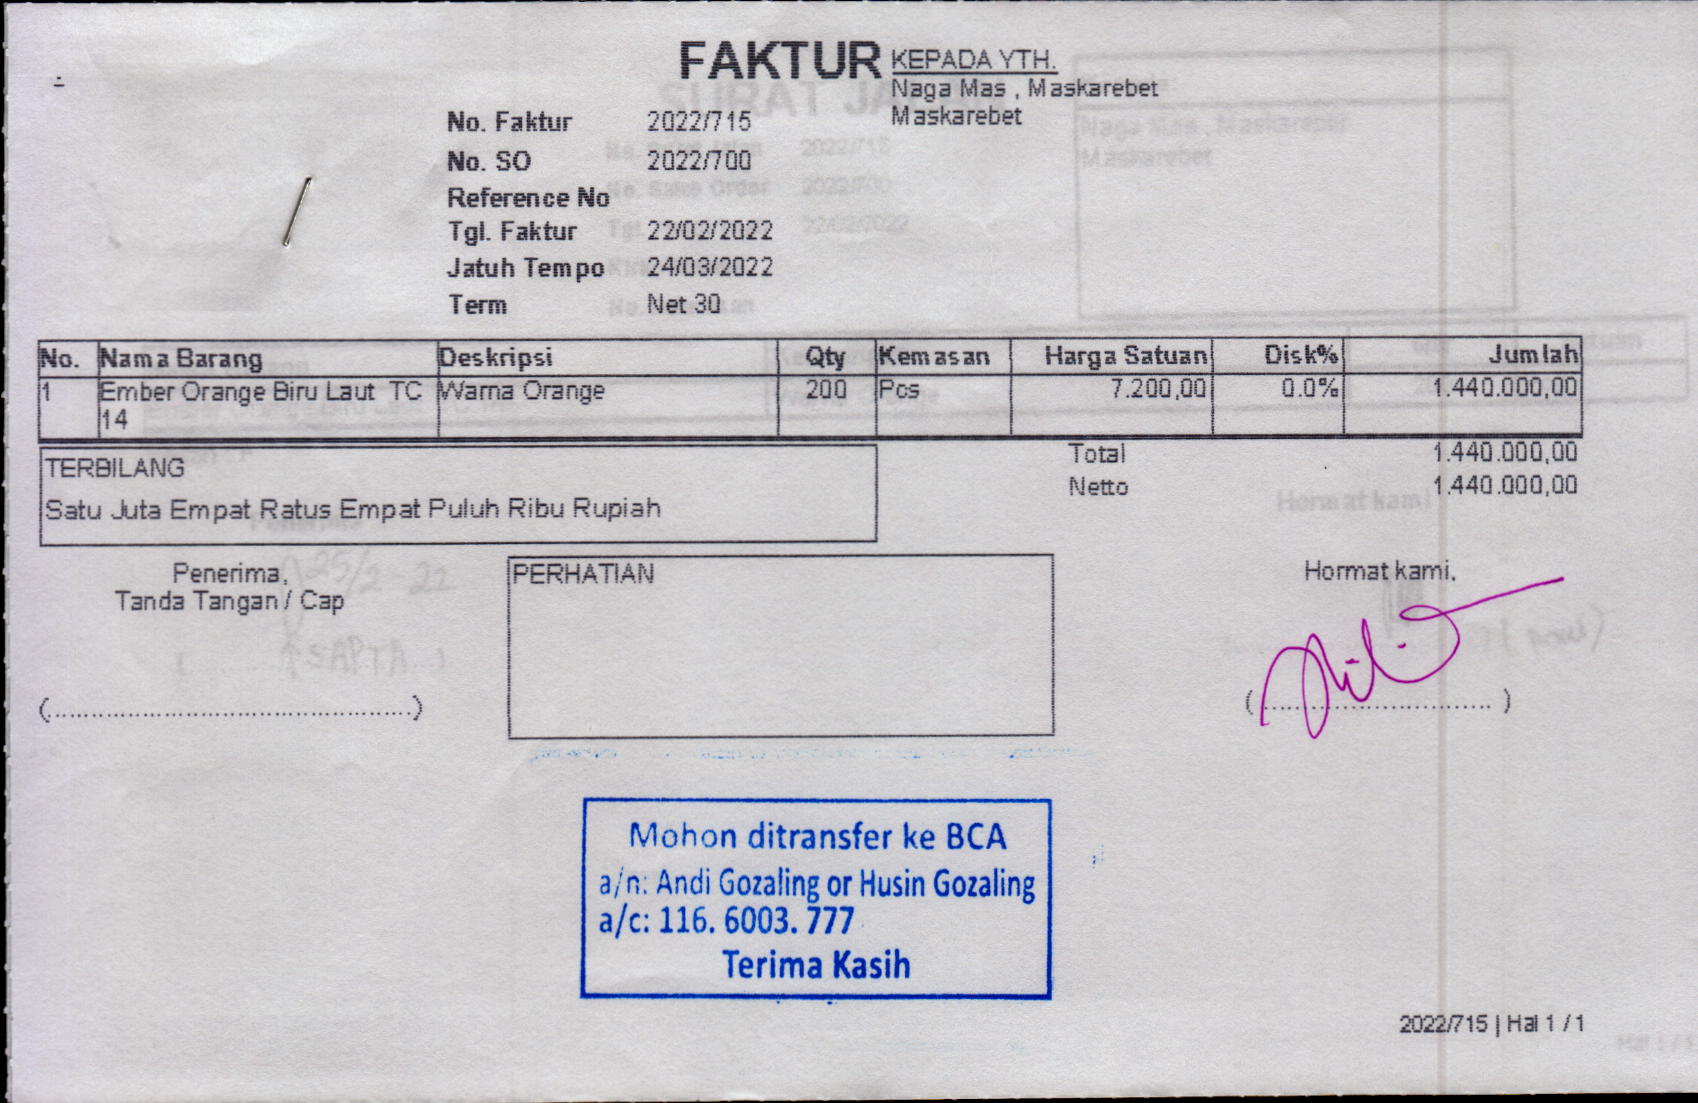 FAKTUR
KEPADA YTH.
Naga Mas , Maskarebet
Maskarebet
No. Faktur 2022/715
No. SO 2022/700
Reference No
Tgl. Faktur 22/02/2022
Jatuh Tempo 24/03/2022
Term Net 30
No. Nama Barang Deskripsi Qty Kemasan Harga Satuan Disk% Jumlah
1 Ember Orange Biru Laut TC Warna Orange 200 Pcs 7.200,00 0.0% 1.440.000,00
14
Total 1.440.000,00
Netto 1.440.000,00
TERBILANG
Satu Juta Empat Ratus Empat Puluh Ribu Rupiah
Penerima,
Tanda Tangan / Cap
(................................................)
PERHATIAN
Hormat kami,
(................................ )
Mohon ditransfer ke BCA
a/n: Andi Gozaling or Husin Gozaling
a/c: 116. 6003. 777
Terima Kasih
2022/715 | Hal 1 / 1